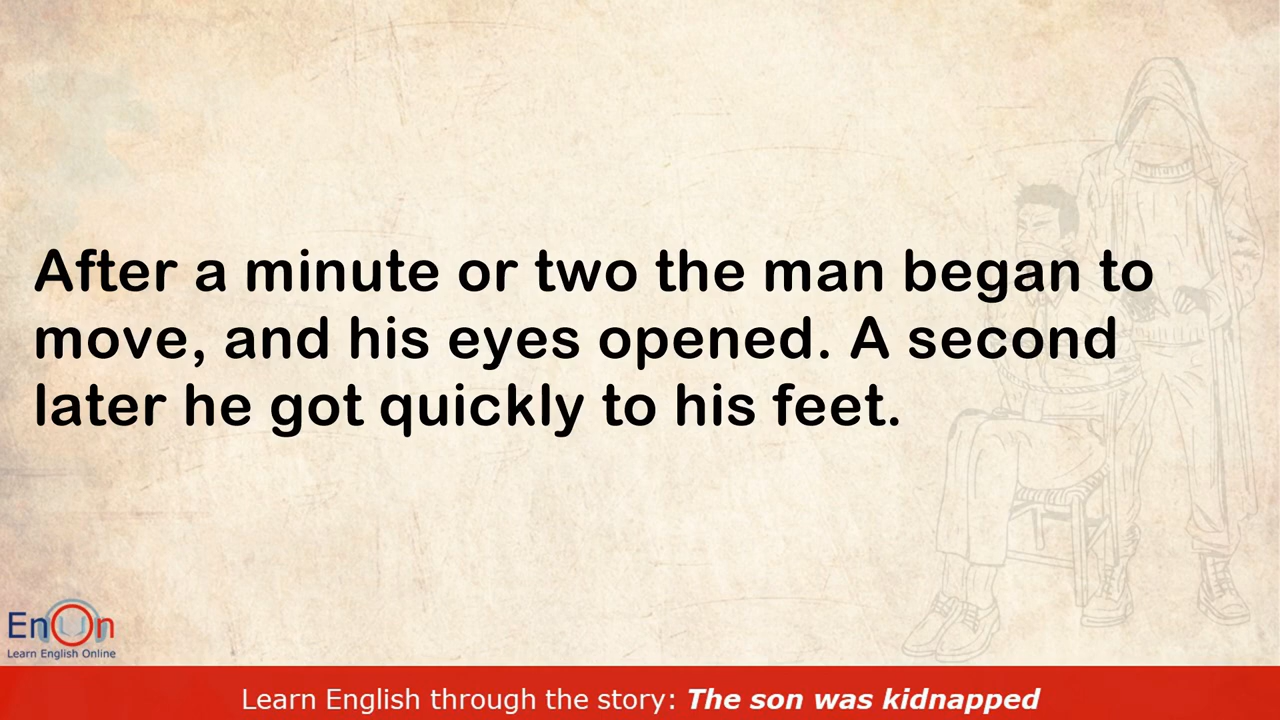 After a minute or two the man began to
move, and his eyes opened. A second
later he got quickly to his feet.
EnOn
Learn English Online
Learn English through the story: The son was kidnapped